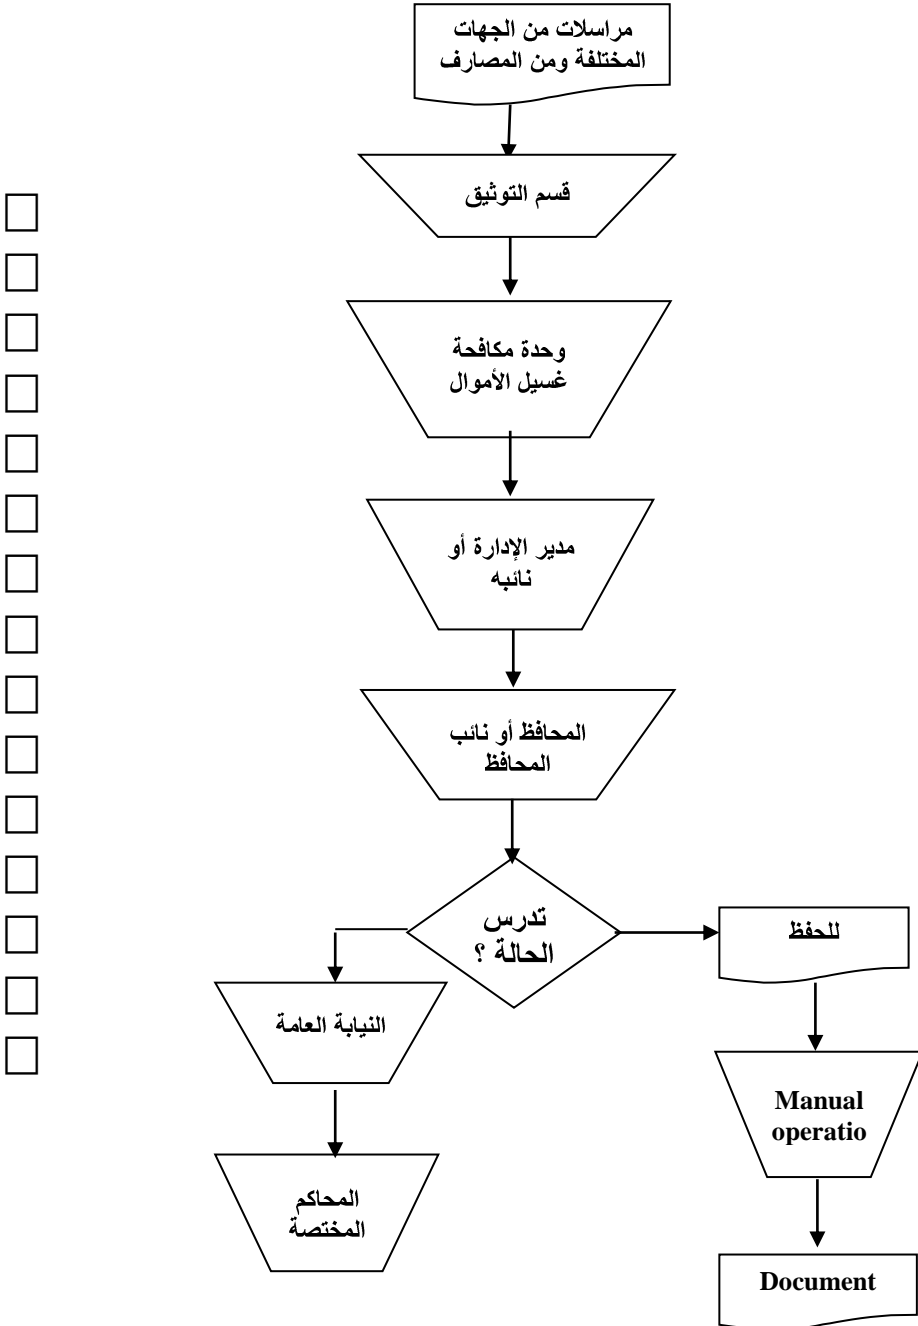 مراسلات من الجهات
المختلفة ومن المصارف
قسم التوثيق
وحدة مكافحة
غسيل الأموال
مدير الإدارة أو
نائبه
المحافظ أو نائب
المحافظ
تدرس
الحالة ؟
للحفظ
النيابة العامة
Manual
operatio
المحاكم
المختصة
Document